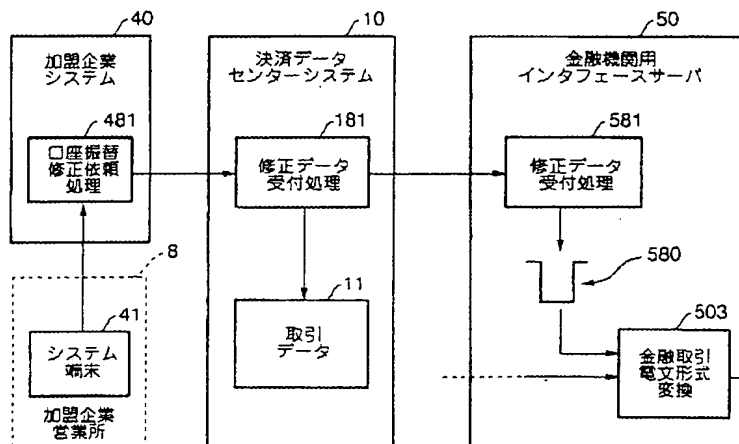 40
加盟企業
システム
481
口座振替
修正依頼
処理
8
41
システム
端末
加盟企業
営業所
10
決済データ
センターシステム
181
修正データ
受付処理
11
取引
データ
50
金融機関用
インタフェースサーバ
581
修正データ
受付処理
580
503
金融取引
電文形式
変換